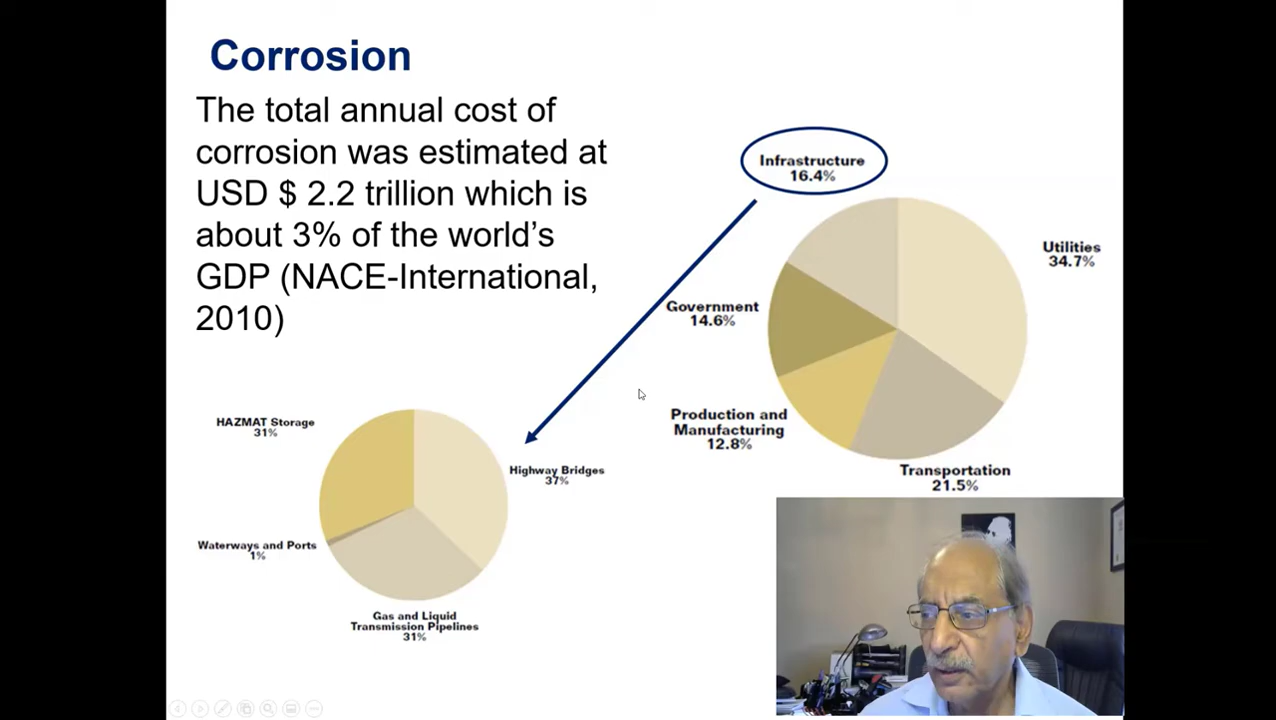 Corrosion
The total annual cost of
corrosion was estimated at
USD $ 2.2 trillion which is
about 3% of the world's
GDP (NACE-International,
2010)
Infrastructure
16.4%
Utilities
34.7%
Government
14.6%
Production and
Manufacturing
12.8%
Transportation
21.5%
HAZMAT Storage
31%
Highway Bridges
37%
Waterways and Ports
1%
Gas and Liquid
Transmission Pipelines
31%